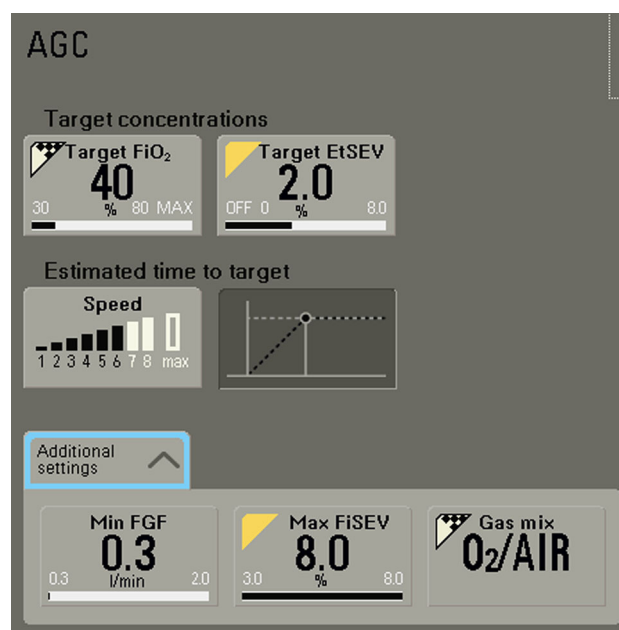 AGC
Target concentrations
Target FiO₂
40
30 % 80 MAX
Target EtSEV
2.0
OFF 0 % 8.0
Estimated time to target
Speed
1 2 3 4 5 6 7 8 max
Additional
settings
Min FGF
0.3
0.3 l/min 2.0
Max FiSEV
8.0
3.0 % 8.0
Gas mix
O₂/AIR